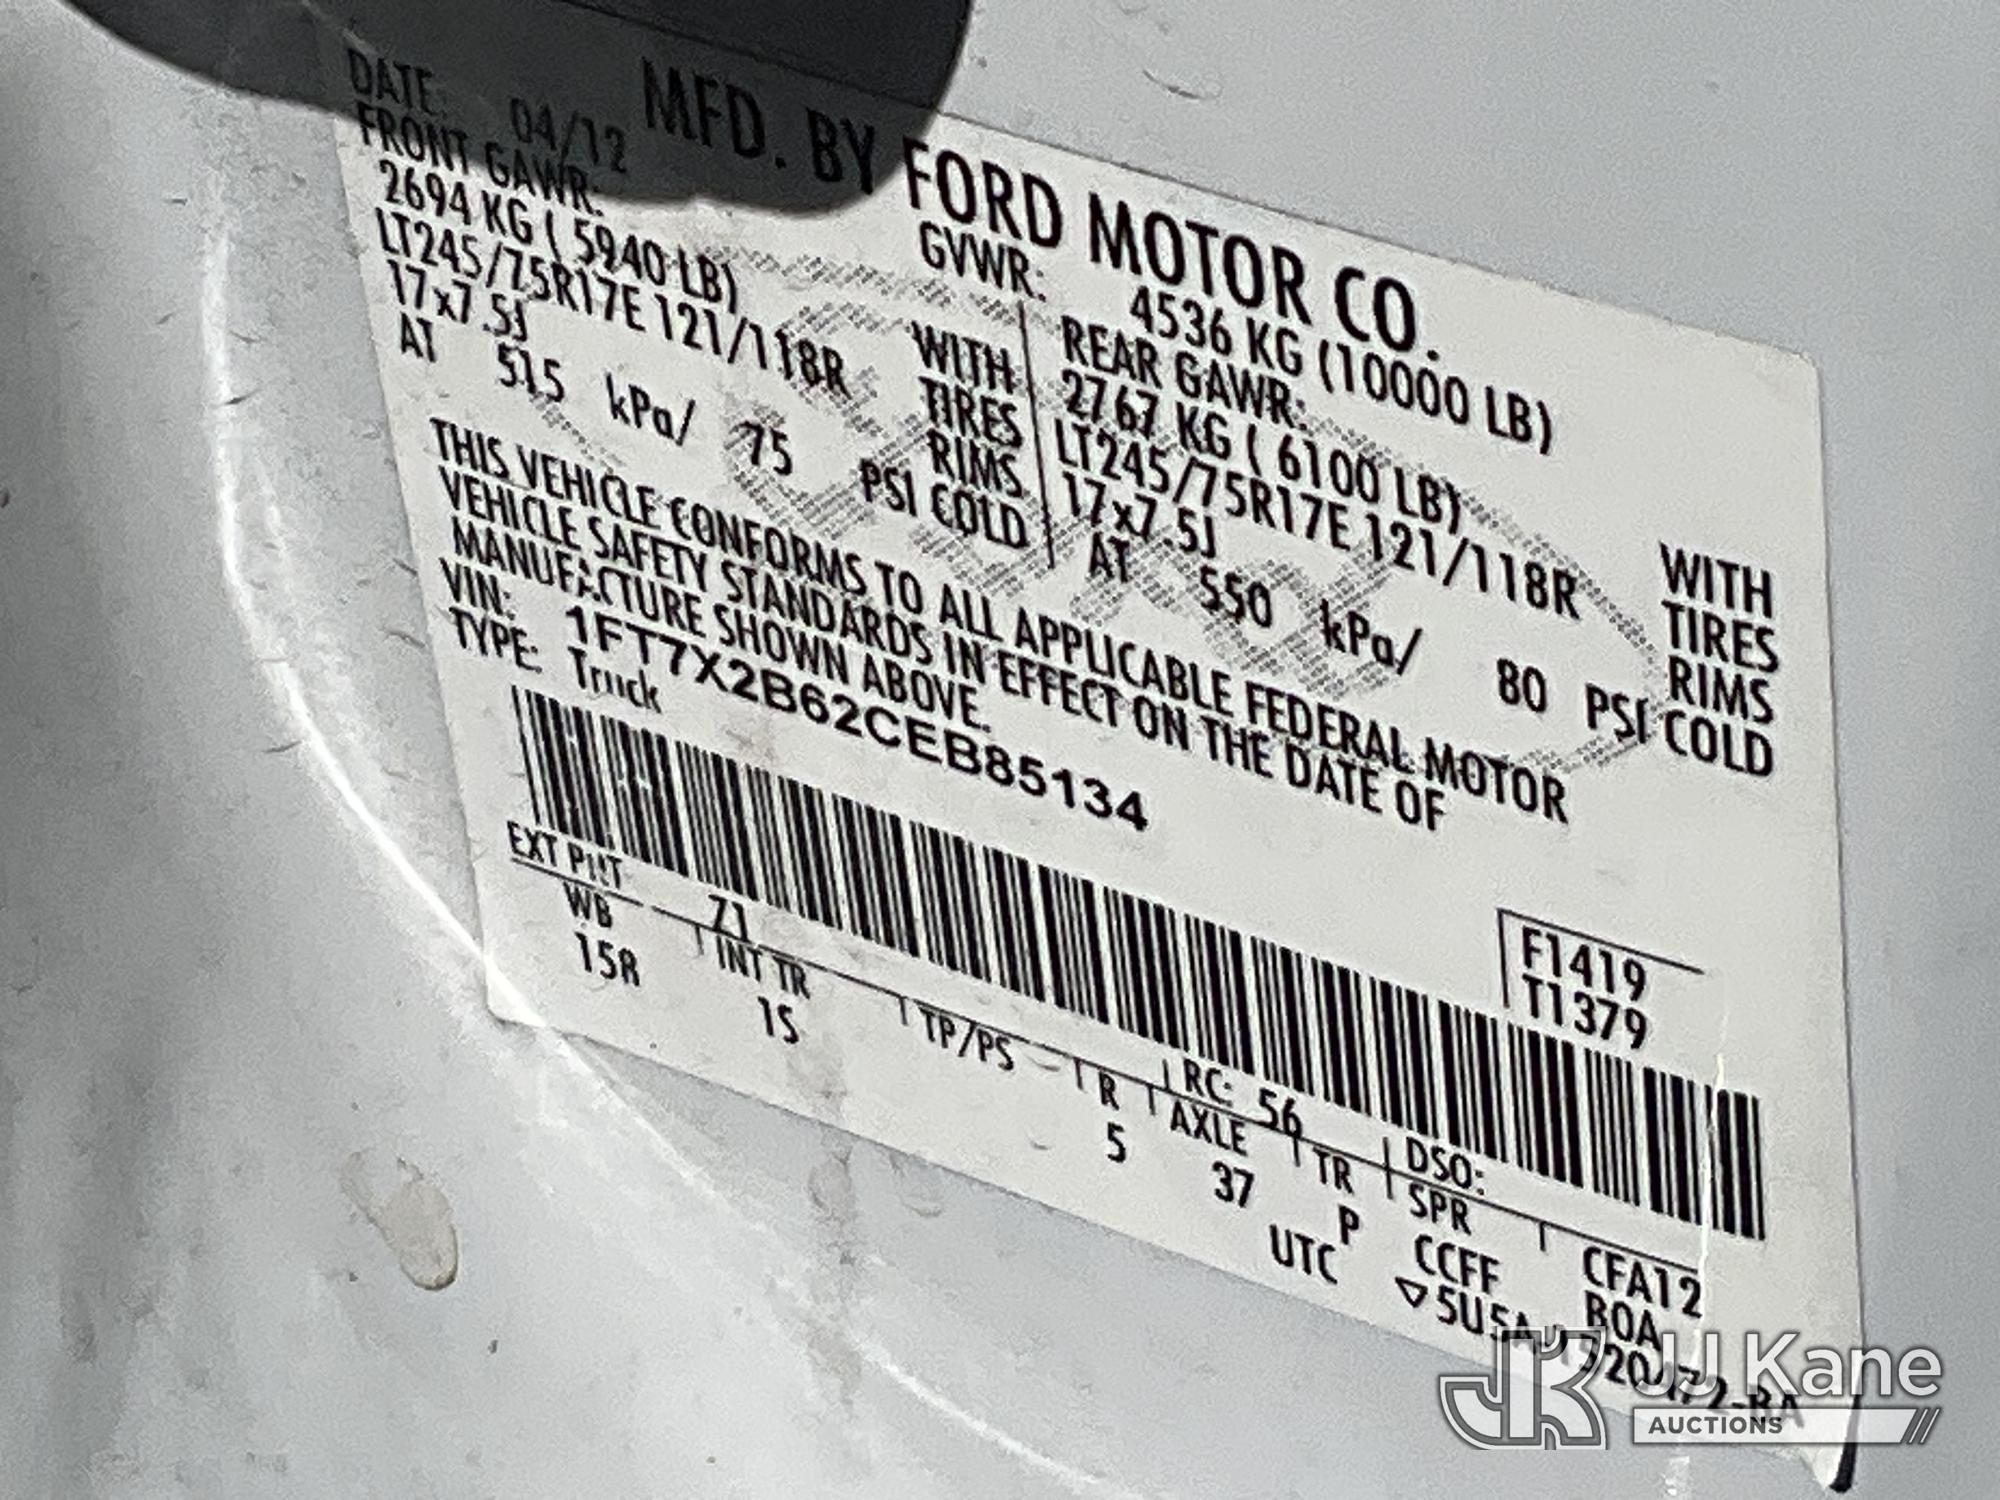 MFD. BY FORD MOTOR CO.
DATE: 04/12
GVWR: 4536 KG (10000 LB)
FRONT GAWR:
2694 KG ( 5940 LB)
LT245/75R17E 121/118R
17x7.5J
AT 515 kPa/ 75 PSI COLD
WITH
TIRES
RIMS
REAR GAWR:
2767 KG ( 6100 LB)
LT245/75R17E 121/118R
17x7.5J
AT 550 kPa/ 80 PSI COLD
WITH
TIRES
RIMS
THIS VEHICLE CONFORMS TO ALL APPLICABLE FEDERAL MOTOR
VEHICLE SAFETY STANDARDS IN EFFECT ON THE DATE OF
MANUFACTURE SHOWN ABOVE.
VIN: 1FT7X2B62CEB85134
TYPE: Truck
F1419
T1379
EXT PNT Z1 RC: 56 DSO:
WB INT TR TP/PS R AXLE TR SPR
15R 1S 5 37 P CCFF CFA12
BOA
UTC
JJ Kane
AUCTIONS